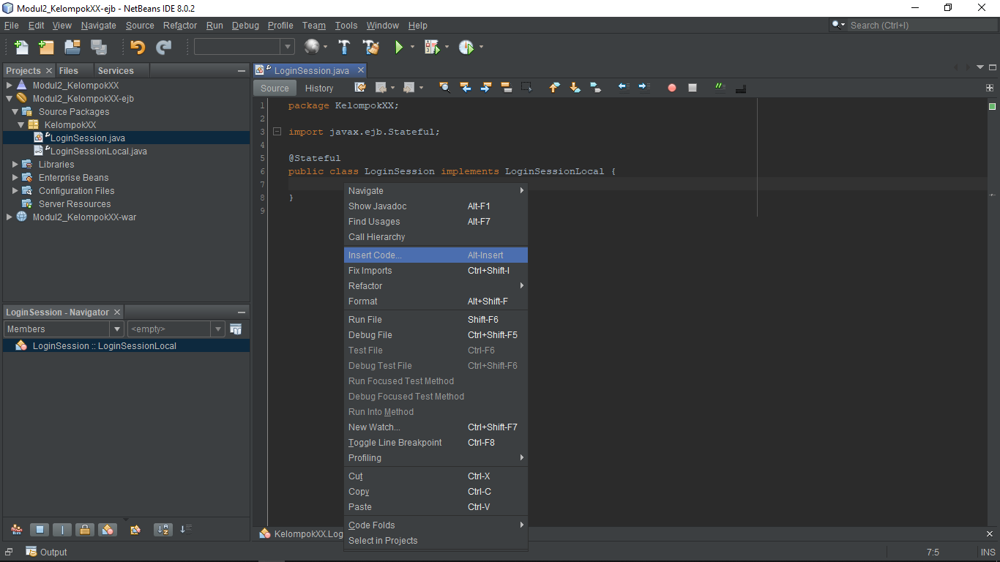 Modul2_KelompokXX-ejb - NetBeans IDE 8.0.2
File Edit View Navigate Source Refactor Run Debug Profile Team Tools Window Help
Search (Ctrl+I)
Projects Files Services
Modul2_KelompokXX
Modul2_KelompokXX-ejb
Source Packages
KelompokXX
LoginSession.java
LoginSessionLocal.java
Libraries
Enterprise Beans
Configuration Files
Server Resources
Modul2_KelompokXX-war
LoginSession - Navigator
Members <empty>
LoginSession :: LoginSessionLocal
LoginSession.java
Source History
1 package KelompokXX;
2
3 import javax.ejb.Stateful;
4
5 @Stateful
6 public class LoginSession implements LoginSessionLocal {
7
8 }
9
Navigate
Show Javadoc Alt-F1
Find Usages Alt-F7
Call Hierarchy
Insert Code... Alt-Insert
Fix Imports Ctrl+Shift-I
Refactor
Format Alt+Shift-F
Run File Shift-F6
Debug File Ctrl+Shift-F5
Test File Ctrl-F6
Debug Test File Ctrl+Shift-F6
Run Focused Test Method
Debug Focused Test Method
Run Into Method
New Watch... Ctrl+Shift-F7
Toggle Line Breakpoint Ctrl-F8
Profiling
Cut Ctrl-X
Copy Ctrl-C
Paste Ctrl-V
Code Folds
Select in Projects
KelompokXX.Log
Output
7:5 INS